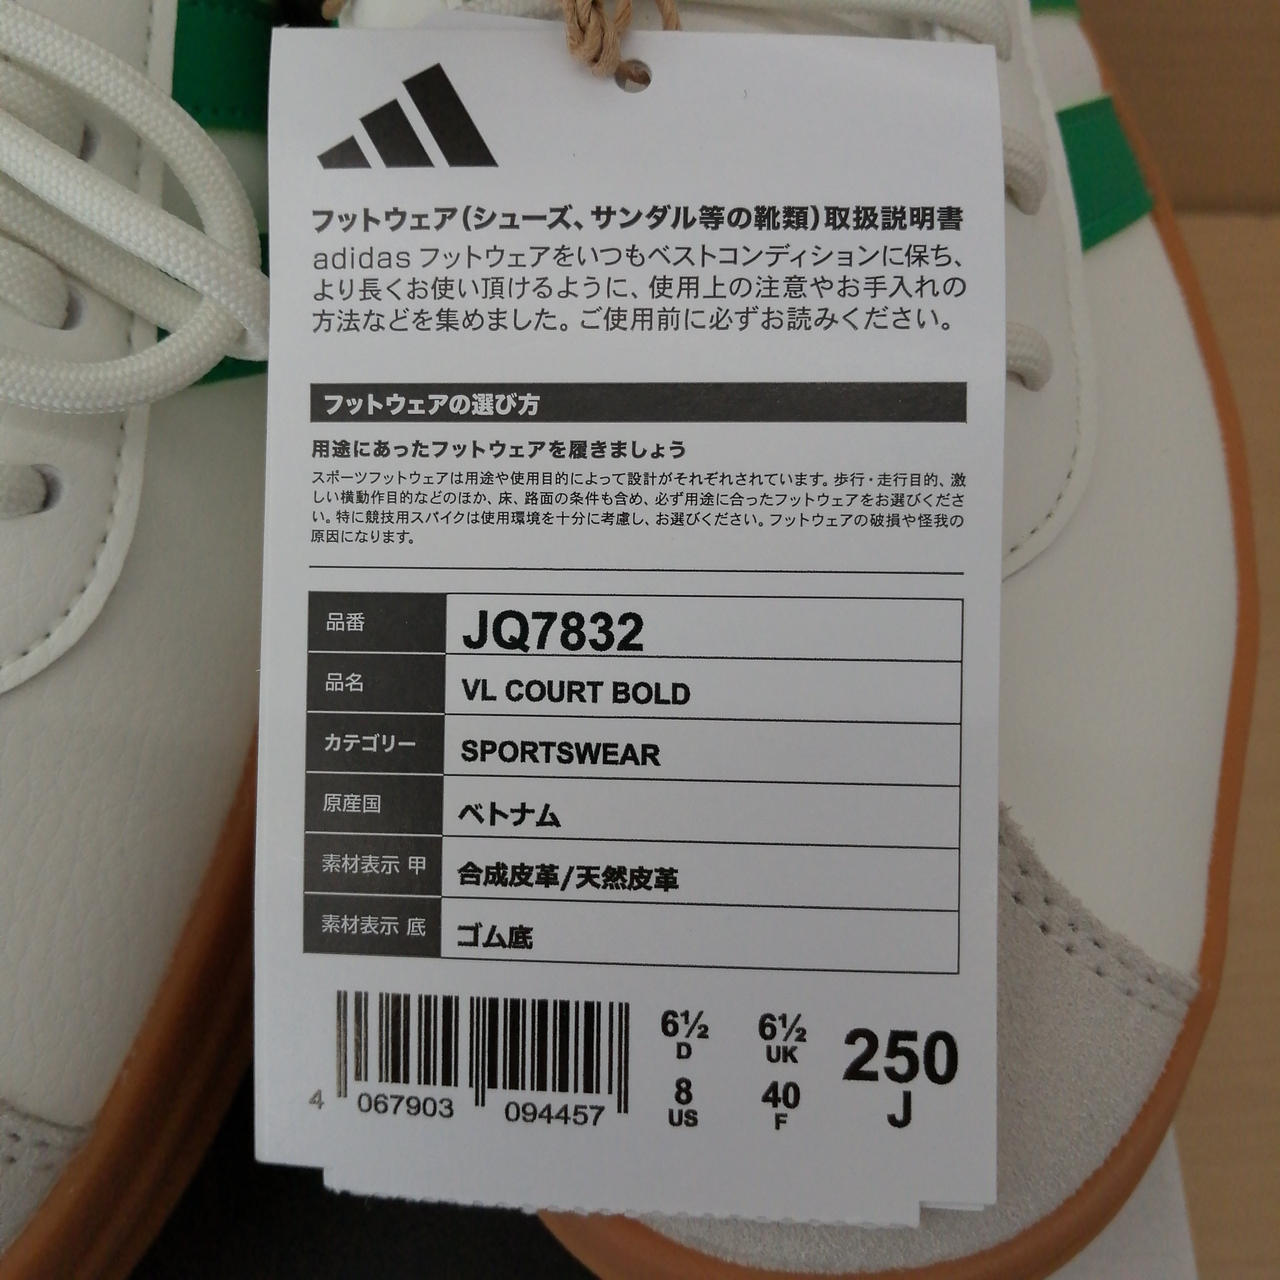 フットウェア(シューズ、サンダル等の靴類)取扱説明書
adidas フットウェアをいつもベストコンディションに保ち、
より長くお使い頂けるように、使用上の注意やお手入れの
方法などを集めました。ご使用前に必ずお読みください。
フットウェアの選び方
用途にあったフットウェアを履きましょう
スポーツフットウェアは用途や使用目的によって設計がそれぞれされています。歩行・走行目的、激
しい横動作目的などのほか、床、路面の条件も含め、必ず用途に合ったフットウェアをお選びくださ
い。特に競技用スパイクは使用環境を十分に考慮し、お選びください。フットウェアの破損や怪我の
原因になります。
品番 JQ7832
品名 VL COURT BOLD
カテゴリー SPORTSWEAR
原産国 ベトナム
素材表示 甲 合成皮革/天然皮革
素材表示 底 ゴム底
6½ 6½ 250
D UK J
8 40
US F
4 067903 094457